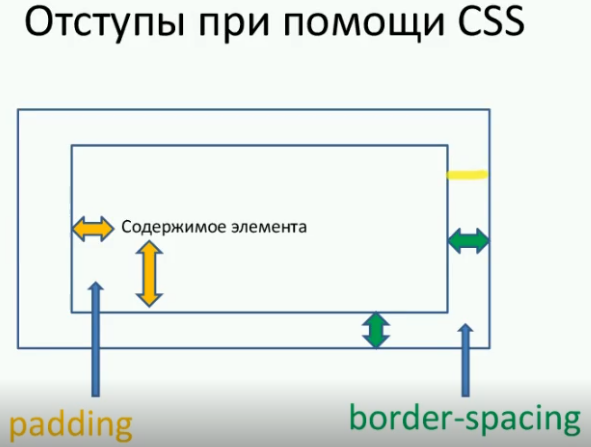 Отступы при помощи CSS
Содержимое элемента
padding
border-spacing